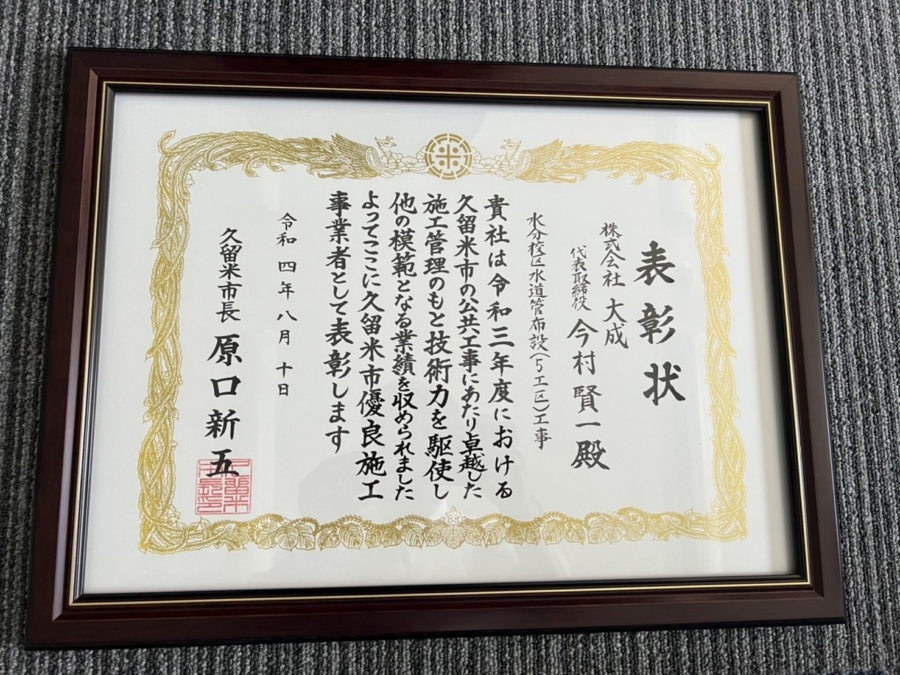 表彰状
株式会社 大成
代表取締役 今村賢一殿
水分校区水道管布設(5工区)工事
貴社は令和三年度における
久留米市の公共工事にあたり卓越した
施工管理のもと技術力を駆使し
他の模範となる業績を収められました
よってここに久留米市優良施工
事業者として表彰します
令和四年八月十日
久留米市長 原口新五